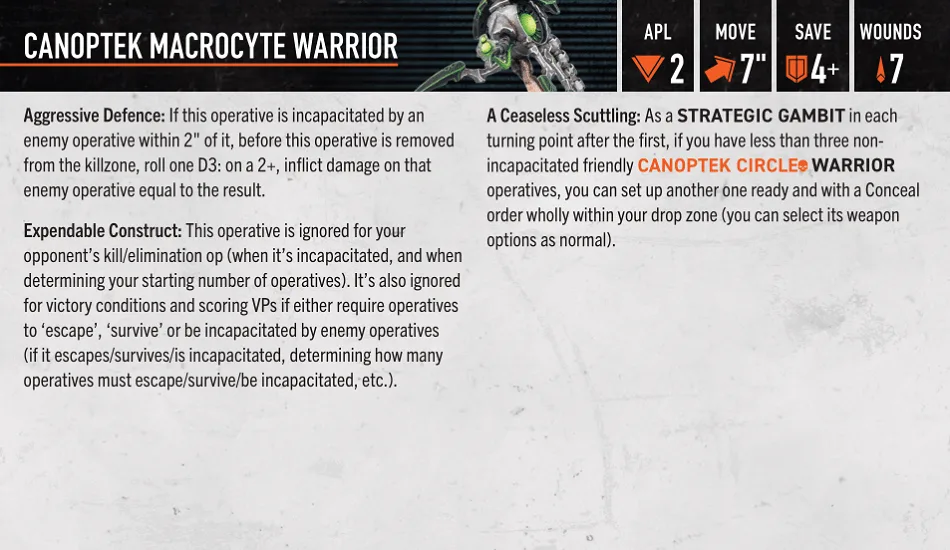 CANOPTEK MACROCYTE WARRIOR
APL
2
MOVE
7"
SAVE
4+
WOUNDS
7
Aggressive Defence: If this operative is incapacitated by an
enemy operative within 2" of it, before this operative is removed
from the killzone, roll one D3: on a 2+, inflict damage on that
enemy operative equal to the result.
Expendable Construct: This operative is ignored for your
opponent’s kill/elimination op (when it’s incapacitated, and when
determining your starting number of operatives). It’s also ignored
for victory conditions and scoring VPs if either require operatives
to ‘escape’, ‘survive’ or be incapacitated by enemy operatives
(if it escapes/survives/is incapacitated, determining how many
operatives must escape/survive/be incapacitated, etc.).
A Ceaseless Scuttling: As a STRATEGIC GAMBIT in each
turning point after the first, if you have less than three non-
incapacitated friendly CANOPTEK CIRCLE WARRIOR
operatives, you can set up another one ready and with a Conceal
order wholly within your drop zone (you can select its weapon
options as normal).